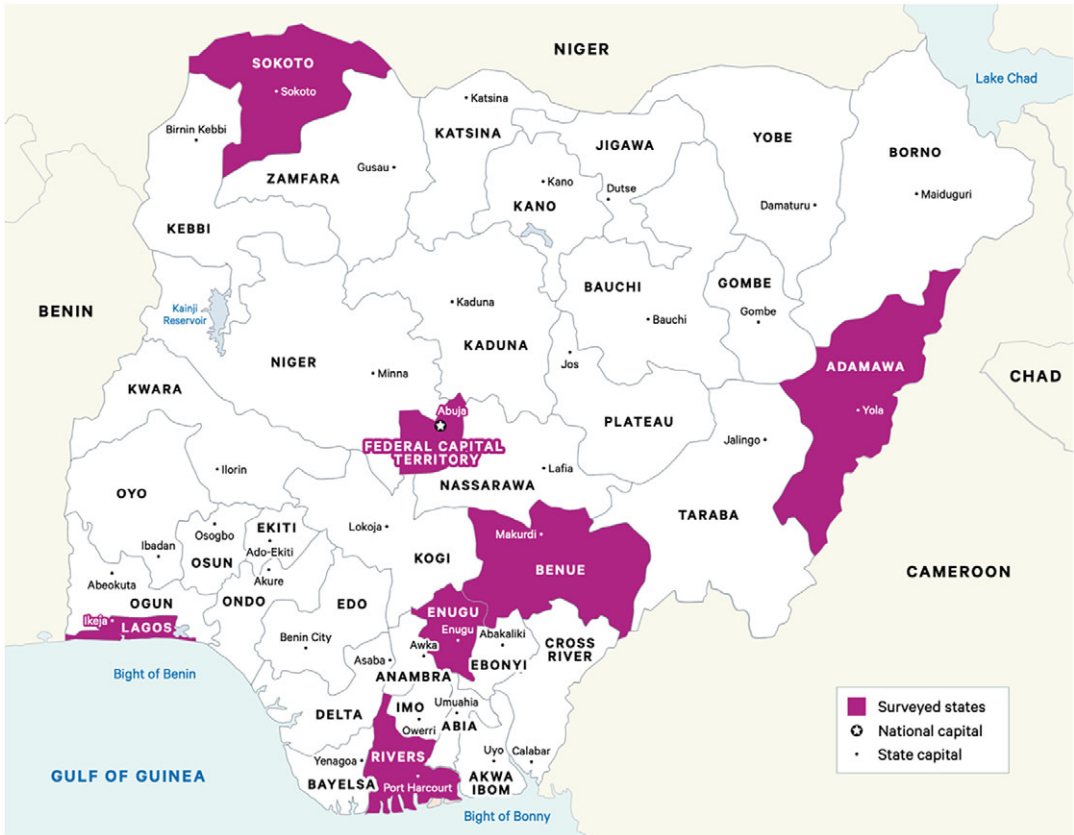 NIGER
Lake Chad
SOKOTO
Sokoto
Katsina
KATSINA
Birnin Kebbi
JIGAWA
YOBE
BORNO
ZAMFARA
Gusau
Kano
KANO
Dutse
Damaturu
Maiduguri
KEBBI
BENIN
Kainji
Reservoir
Kaduna
KADUNA
BAUCHI
Bauchi
GOMBE
Gombe
NIGER
Minna
Jos
ADAMAWA
Yola
CHAD
KWARA
Abuja
FEDERAL CAPITAL
TERRITORY
PLATEAU
Jalingo
Ilorin
Lafia
NASSARAWA
OYO
TARABA
Ibadan
Osogbo
OSUN
EKITI
Ado-Ekiti
Akure
Lokoja
KOGI
Makurdi
BENUE
CAMEROON
Abeokuta
OGUN
ONDO
EDO
Ikeja
LAGOS
Benin City
ENUGU
Enugu
Abakaliki
EBONYI
CROSS
RIVER
Awka
Asaba
ANAMBRA
Bight of Benin
DELTA
IMO
Owerri
Umuahia
ABIA
RIVERS
Port Harcourt
Yenagoa
BAYELSA
Uyo
Calabar
AKWA
IBOM
GULF OF GUINEA
Bight of Bonny
Surveyed states
National capital
State capital